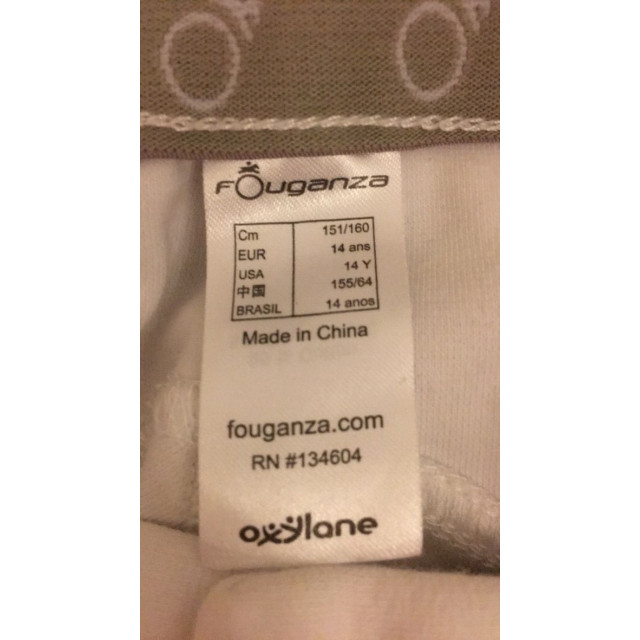 FOuganza
Cm 151/160
EUR 14 ans
USA 14 Y
中国 155/64
BRASIL 14 anos
Made in China
fouganza.com
RN #134604
oxylane